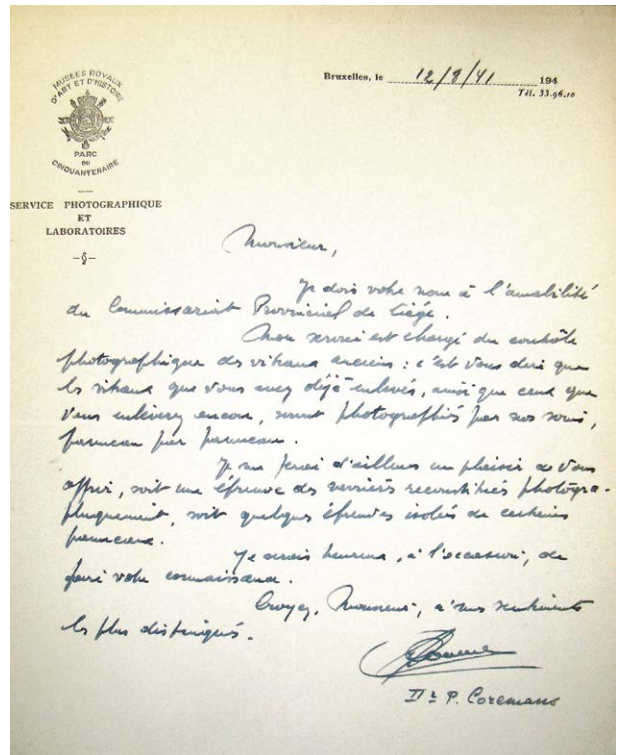 MUSÉES ROYAUX
D'ART ET D'HISTOIRE
PARC
DU
CINQUANTENAIRE
SERVICE PHOTOGRAPHIQUE
ET
LABORATOIRES
-§-
Bruxelles, le 12/8/41 194
Tél. 33.96.10
Monsieur,
Je dois votre nom à l'amabilité
du Commissariat Provincial de Liége.
Mon service est chargé du contrôle
photographique des vitraux anciens : c'est vous dire que
les vitraux que vous avez déjà enlevés, ainsi que ceux que
vous enlèverez encore, seront photographiés par nos soins,
panneau par panneau.
Je me ferai d'ailleurs un plaisir de vous
offrir, soit une épreuve des verrières reconstituées photogra-
phiquement, soit quelques épreuves isolées de certains
panneaux.
Je serais heureux, à l'occasion, de
faire votre connaissance.
Croyez, Monsieur, à mes sentiments
les plus distingués.
Dr P. Coremans